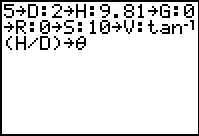 5→D:2→H:9.81→G:0
→R:0→S:10→V:tan⁻¹
(H/D)→θ